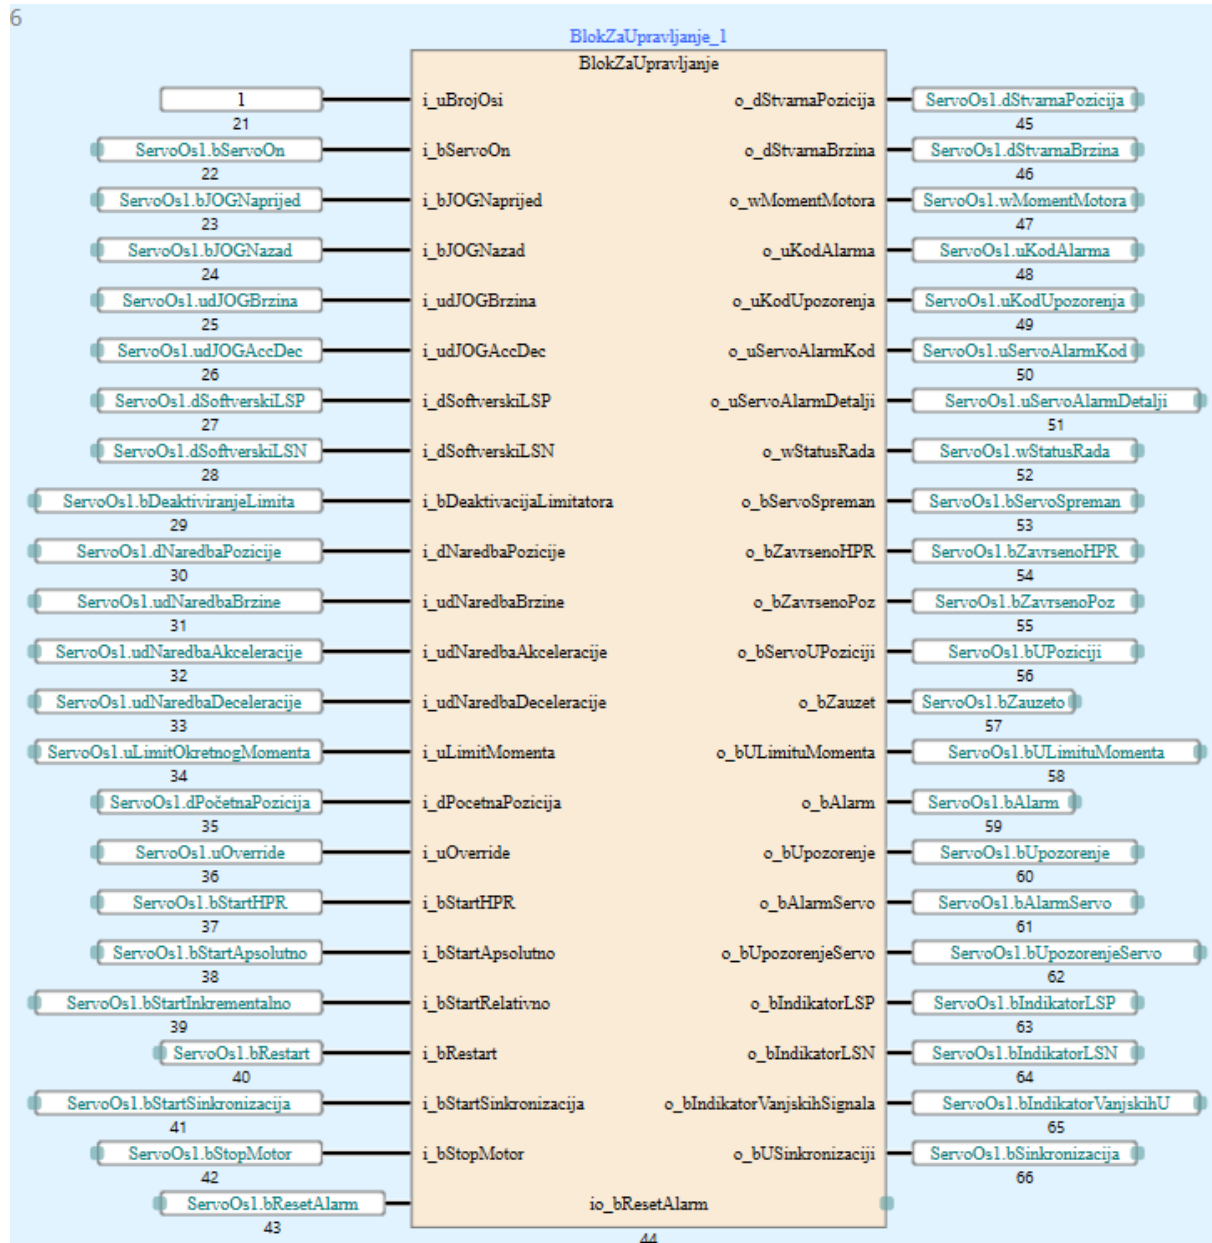 6
BlokZaUpravljanje_1
BlokZaUpravljanje
1 i_uBrojOsi o_dStvarnaPozicija ServoOs1.dStvarnaPozicija
21 45
ServoOs1.bServoOn i_bServoOn o_dStvarnaBrzina ServoOs1.dStvarnaBrzina
22 46
ServoOs1.bJOGNaprijed i_bJOGNaprijed o_wMomentMotora ServoOs1.wMomentMotora
23 47
ServoOs1.bJOGNazad i_bJOGNazad o_uKodAlarma ServoOs1.uKodAlarma
24 48
ServoOs1.udJOGBrzina i_udJOGBrzina o_uKodUpozorenja ServoOs1.uKodUpozorenja
25 49
ServoOs1.udJOGAccDec i_udJOGAccDec o_uServoAlarmKod ServoOs1.uServoAlarmKod
26 50
ServoOs1.dSoftverskiLSP i_dSoftverskiLSP o_uServoAlarmDetalji ServoOs1.uServoAlarmDetalji
27 51
ServoOs1.dSoftverskiLSN i_dSoftverskiLSN o_wStatusRada ServoOs1.wStatusRada
28 52
ServoOs1.bDeaktiviranjeLimita i_bDeaktivacijaLimitatora o_bServoSpreman ServoOs1.bServoSpreman
29 53
ServoOs1.dNaredbaPozicije i_dNaredbaPozicije o_bZavrsenoHPR ServoOs1.bZavrsenoHPR
30 54
ServoOs1.udNaredbaBrzine i_udNaredbaBrzine o_bZavrsenoPoz ServoOs1.bZavrsenoPoz
31 55
ServoOs1.udNaredbaAkceleracije i_udNaredbaAkceleracije o_bServoUPoziciji ServoOs1.bUPoziciji
32 56
ServoOs1.udNaredbaDeceleracije i_udNaredbaDeceleracije o_bZauzet ServoOs1.bZauzeto
33 57
ServoOs1.uLimitOkretnogMomenta i_uLimitMomenta o_bULimituMomenta ServoOs1.bULimituMomenta
34 58
ServoOs1.dPočetnaPozicija i_dPocetnaPozicija o_bAlarm ServoOs1.bAlarm
35 59
ServoOs1.uOverride i_uOverride o_bUpozorenje ServoOs1.bUpozorenje
36 60
ServoOs1.bStartHPR i_bStartHPR o_bAlarmServo ServoOs1.bAlarmServo
37 61
ServoOs1.bStartApsolutno i_bStartApsolutno o_bUpozorenjeServo ServoOs1.bUpozorenjeServo
38 62
ServoOs1.bStartInkrementalno i_bStartRelativno o_bIndikatorLSP ServoOs1.bIndikatorLSP
39 63
ServoOs1.bRestart i_bRestart o_bIndikatorLSN ServoOs1.bIndikatorLSN
40 64
ServoOs1.bStartSinkronizacija i_bStartSinkronizacija o_bIndikatorVanjskihSignala ServoOs1.bIndikatorVanjskihU
41 65
ServoOs1.bStopMotor i_bStopMotor o_bUSinkronizaciji ServoOs1.bSinkronizacija
42 66
ServoOs1.bResetAlarm io_bResetAlarm
43 44